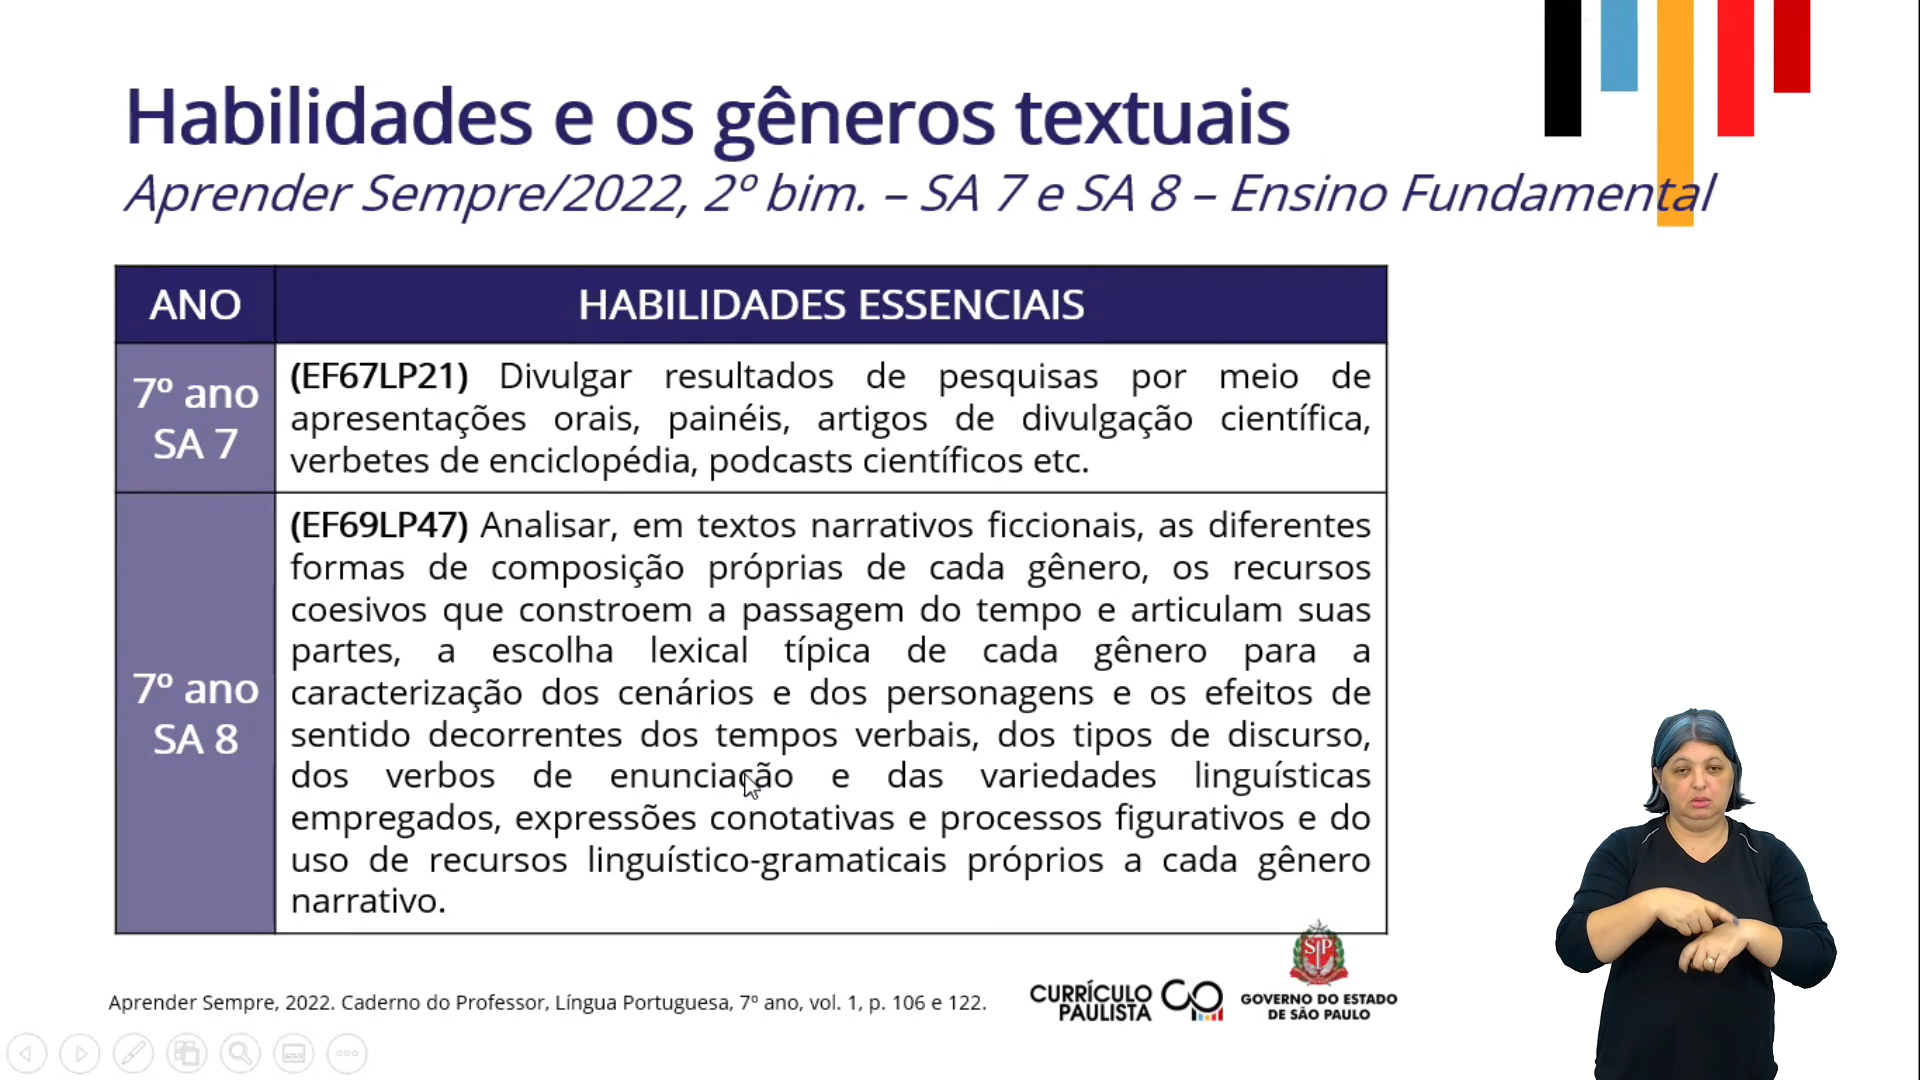 Habilidades e os gêneros textuais
Aprender Sempre/2022, 2º bim. – SA 7 e SA 8 – Ensino Fundamental
ANO
HABILIDADES ESSENCIAIS
7º ano
SA 7
(EF67LP21) Divulgar resultados de pesquisas por meio de
apresentações orais, painéis, artigos de divulgação científica,
verbetes de enciclopédia, podcasts científicos etc.
7º ano
SA 8
(EF69LP47) Analisar, em textos narrativos ficcionais, as diferentes
formas de composição próprias de cada gênero, os recursos
coesivos que constroem a passagem do tempo e articulam suas
partes, a escolha lexical típica de cada gênero para a
caracterização dos cenários e dos personagens e os efeitos de
sentido decorrentes dos tempos verbais, dos tipos de discurso,
dos verbos de enunciação e das variedades linguísticas
empregados, expressões conotativas e processos figurativos e do
uso de recursos linguístico-gramaticais próprios a cada gênero
narrativo.
Aprender Sempre, 2022. Caderno do Professor, Língua Portuguesa, 7º ano, vol. 1, p. 106 e 122.
CURRÍCULO
PAULISTA
SP
GOVERNO DO ESTADO
DE SÃO PAULO